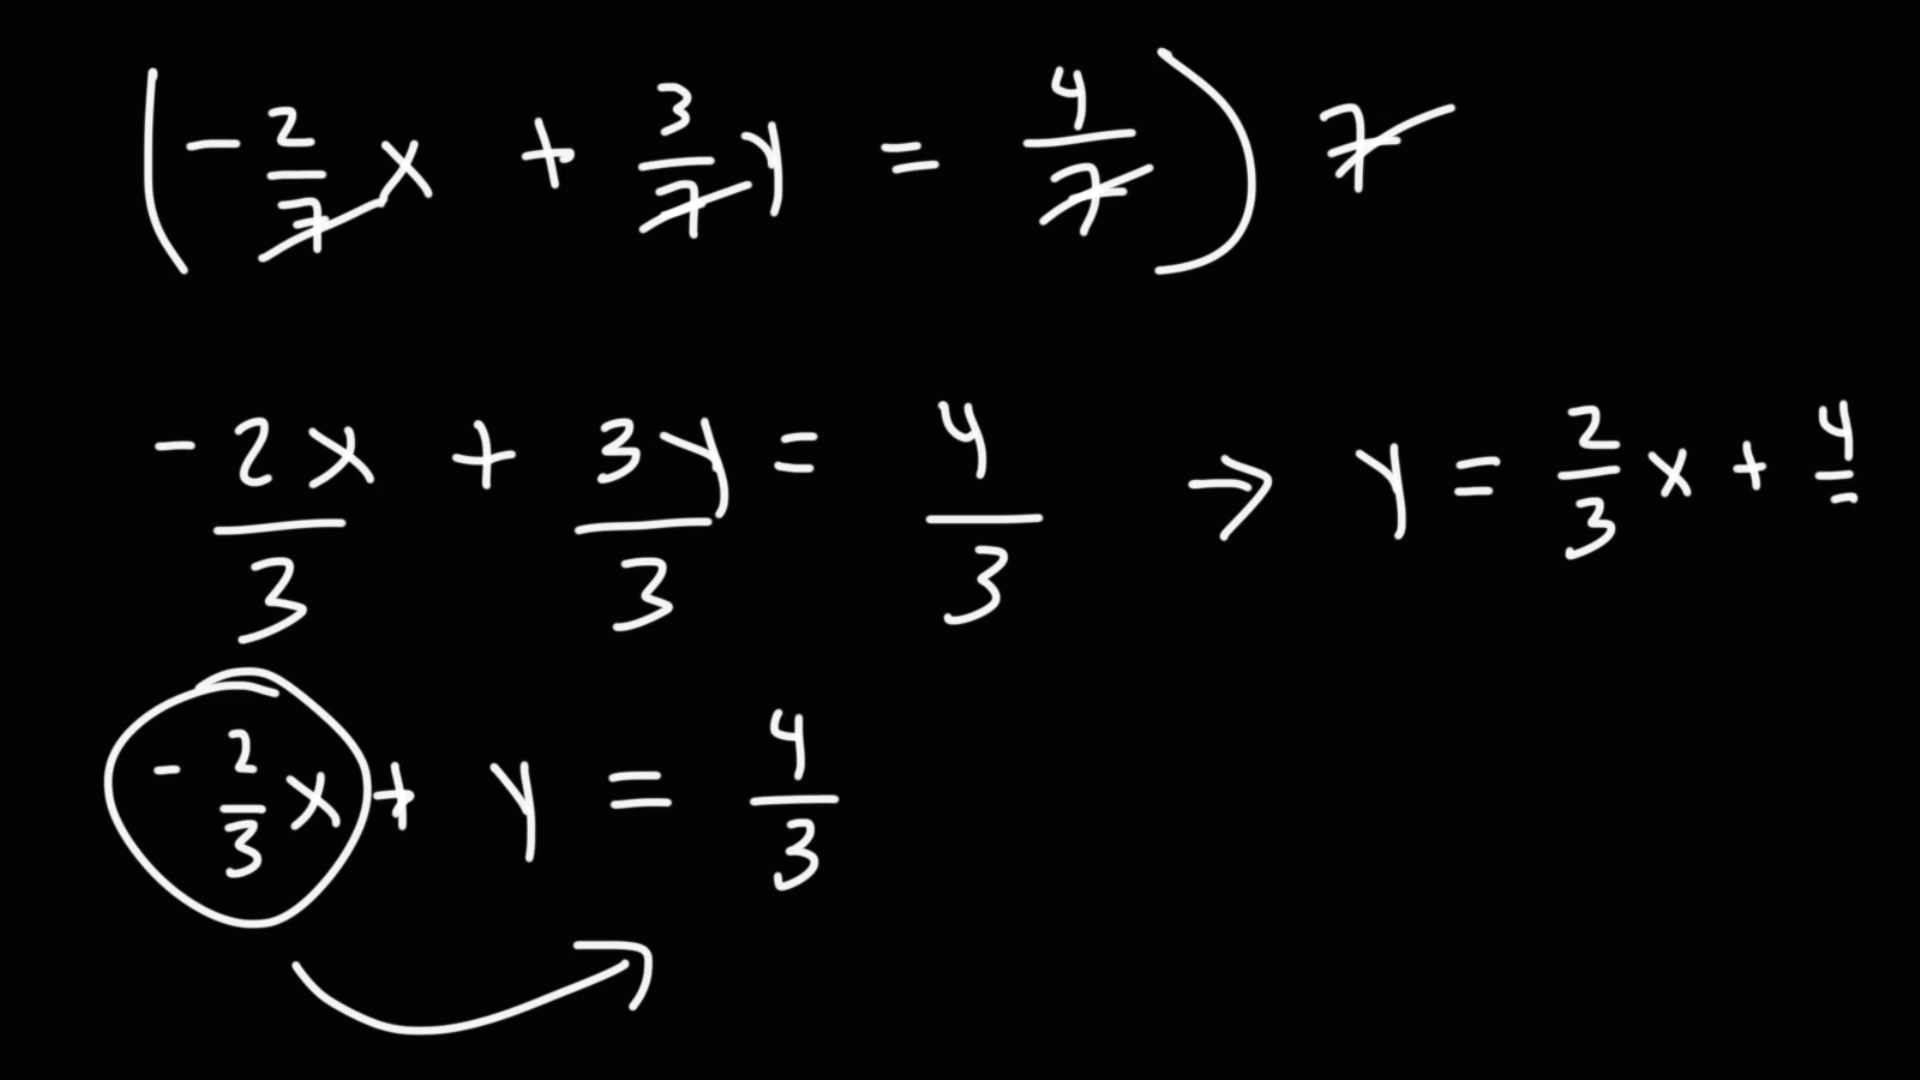 (-2/7x + 3/7y = 4/7) 7
-2x/3 + 3y/3 = 4/3 → y = 2/3x + 4/
-2/3x + y = 4/3